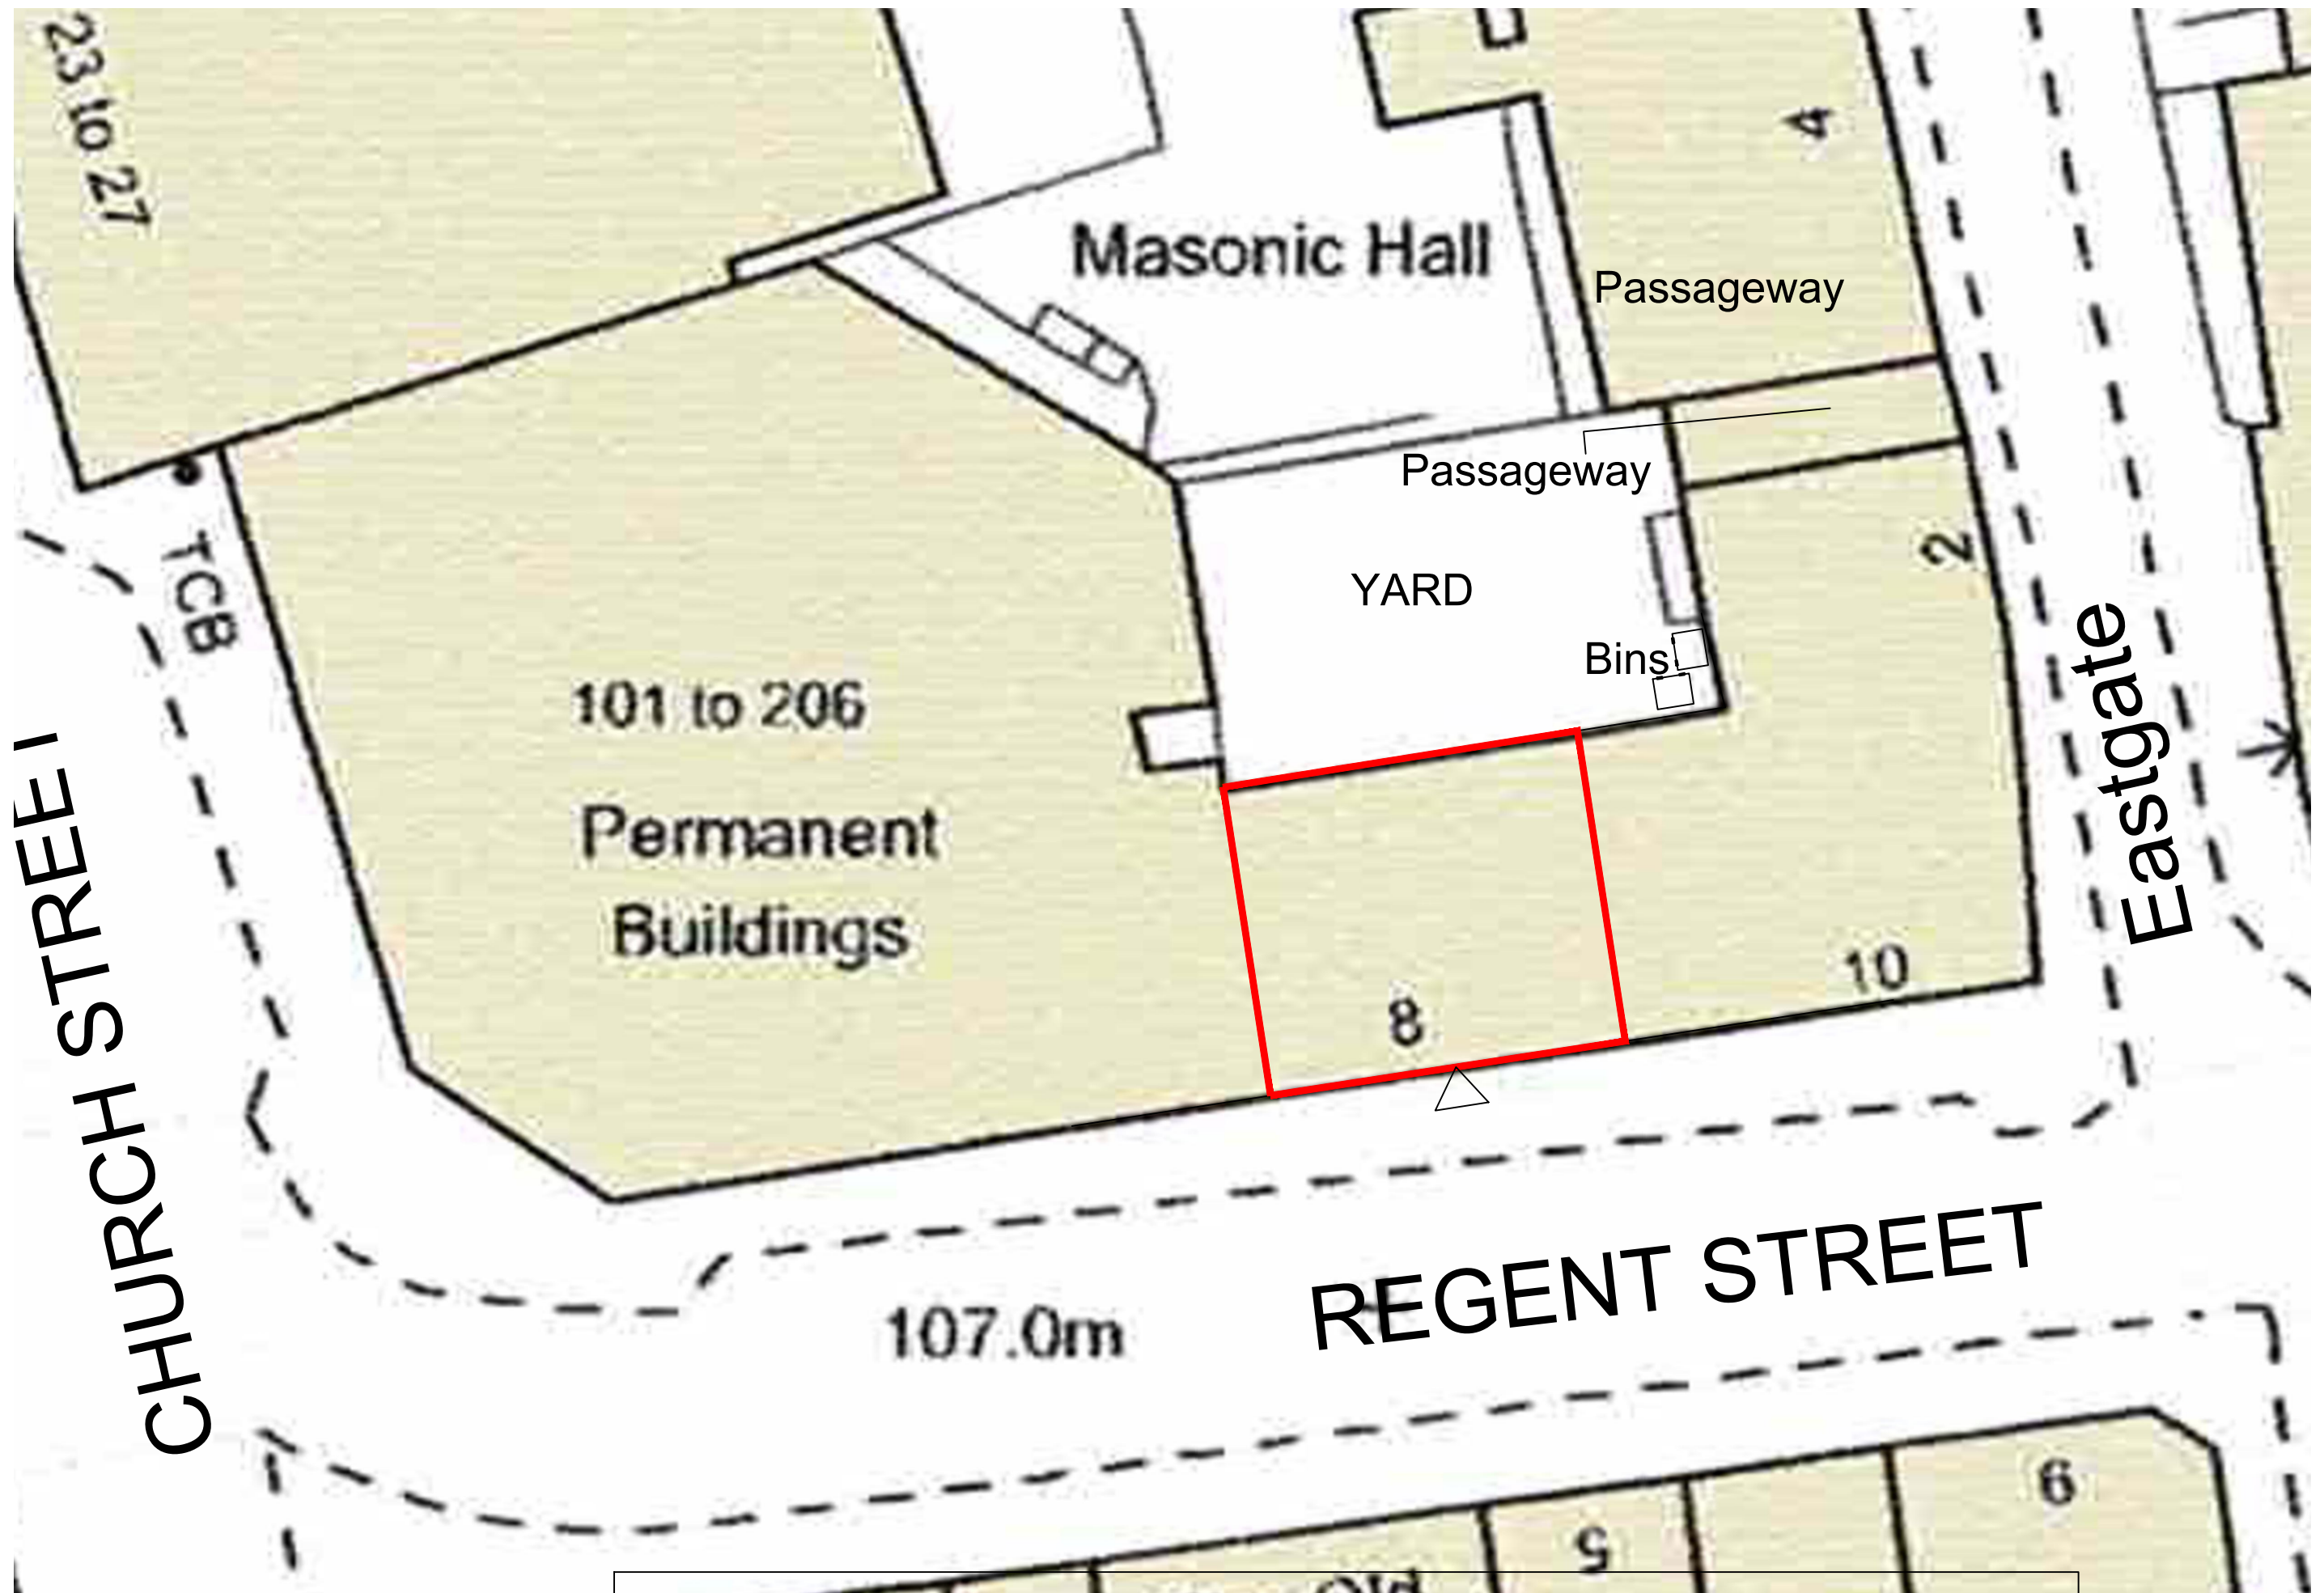 23 to 27
4
Masonic Hall
Passageway
Passageway
TCB
YARD
2
Bins
101 to 206
Permanent
Buildings
Eastgate
CHURCH STREET
10
8
REGENT STREET
107.0m
6
5